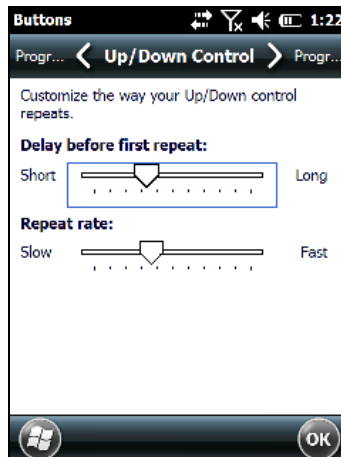 Buttons 1:22
Progr... Up/Down Control Progr...
Customize the way your Up/Down control
repeats.
Delay before first repeat:
Short Long
Repeat rate:
Slow Fast
OK